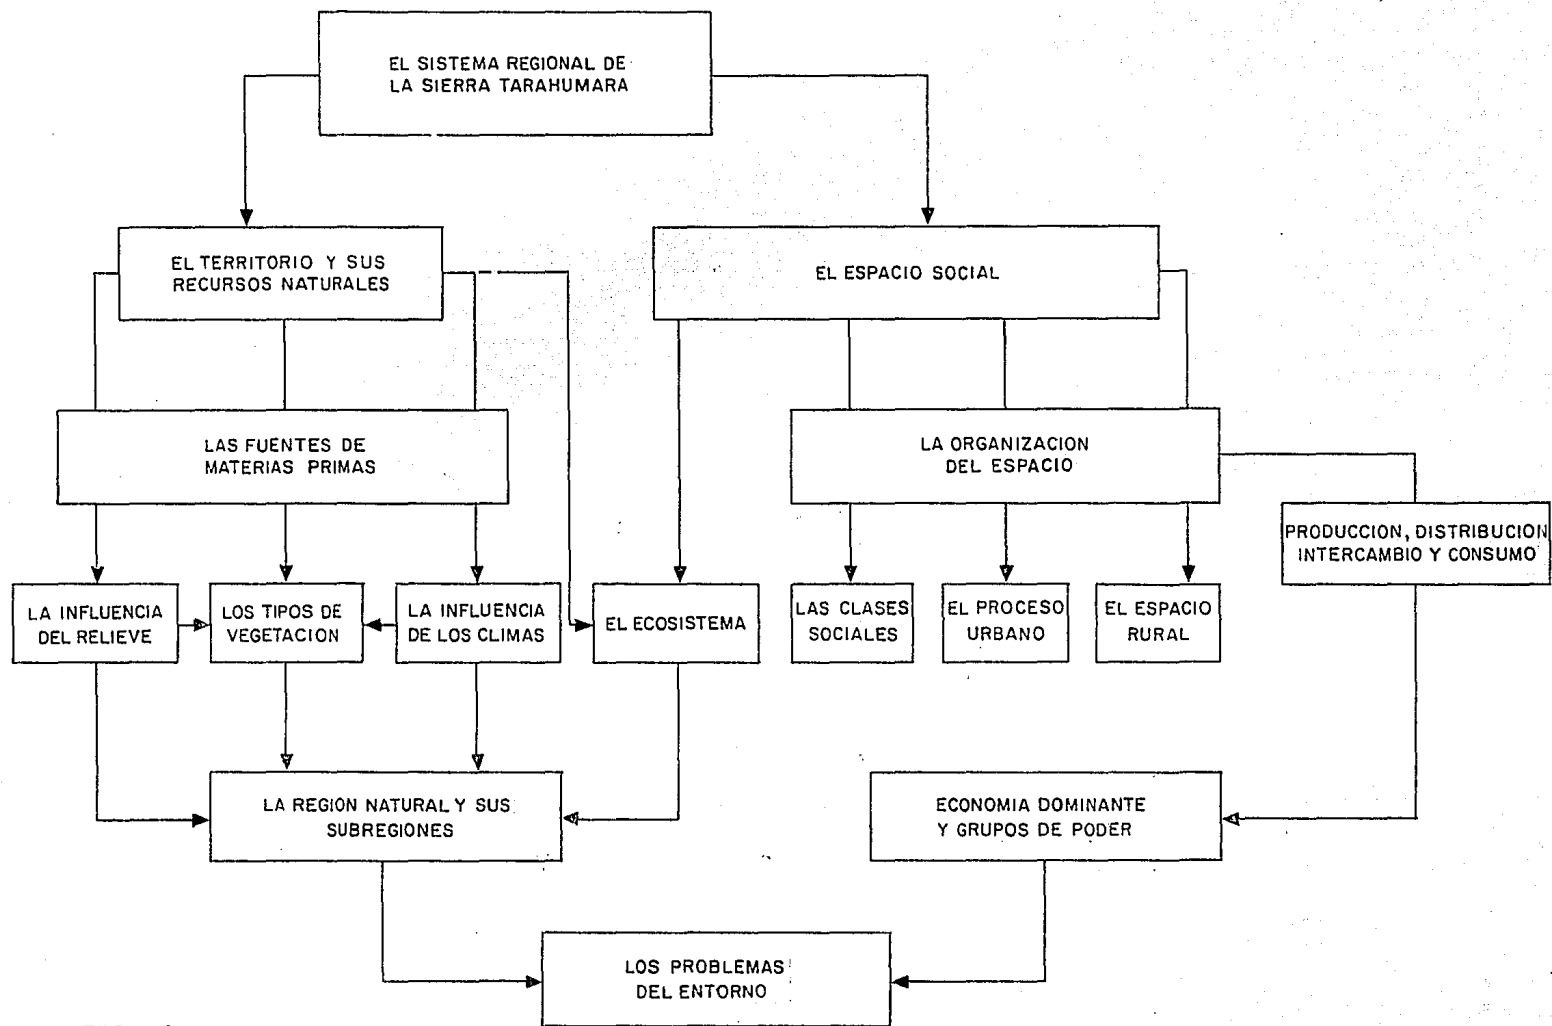 EL SISTEMA REGIONAL DE
LA SIERRA TARAHUMARA
EL TERRITORIO Y SUS
RECURSOS NATURALES
EL ESPACIO SOCIAL
LAS FUENTES DE
MATERIAS PRIMAS
LA ORGANIZACION
DEL ESPACIO
PRODUCCION, DISTRIBUCION
INTERCAMBIO Y CONSUMO
LA INFLUENCIA
DEL RELIEVE
LOS TIPOS DE
VEGETACION
LA INFLUENCIA
DE LOS CLIMAS
EL ECOSISTEMA
LAS CLASES
SOCIALES
EL PROCESO
URBANO
EL ESPACIO
RURAL
LA REGION NATURAL Y SUS
SUBREGIONES
ECONOMIA DOMINANTE
Y GRUPOS DE PODER
LOS PROBLEMAS
DEL ENTORNO